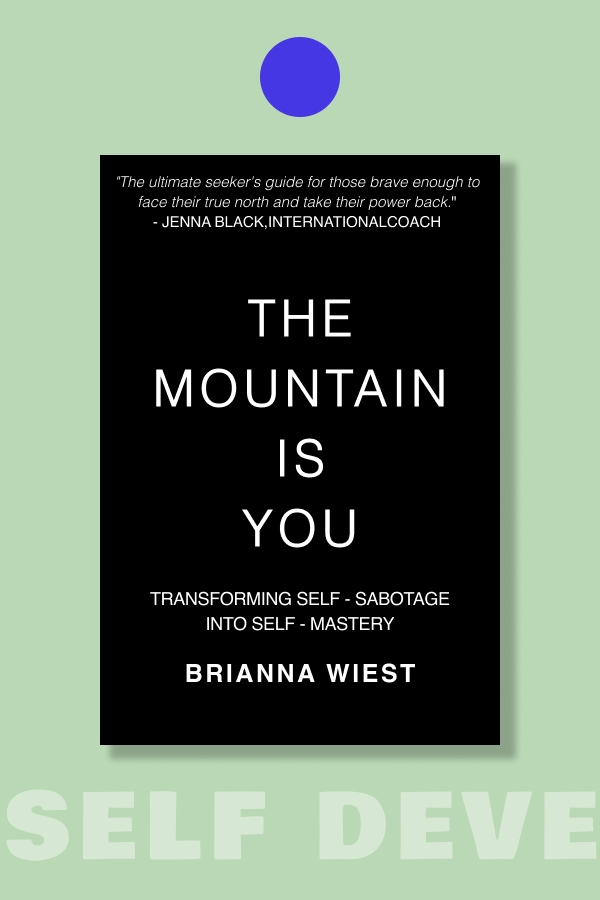 "The ultimate seeker's guide for those brave enough to
face their true north and take their power back."
- JENNA BLACK,INTERNATIONALCOACH
THE
MOUNTAIN
IS
YOU
TRANSFORMING SELF - SABOTAGE
INTO SELF - MASTERY
BRIANNA WIEST
SELF DEVE